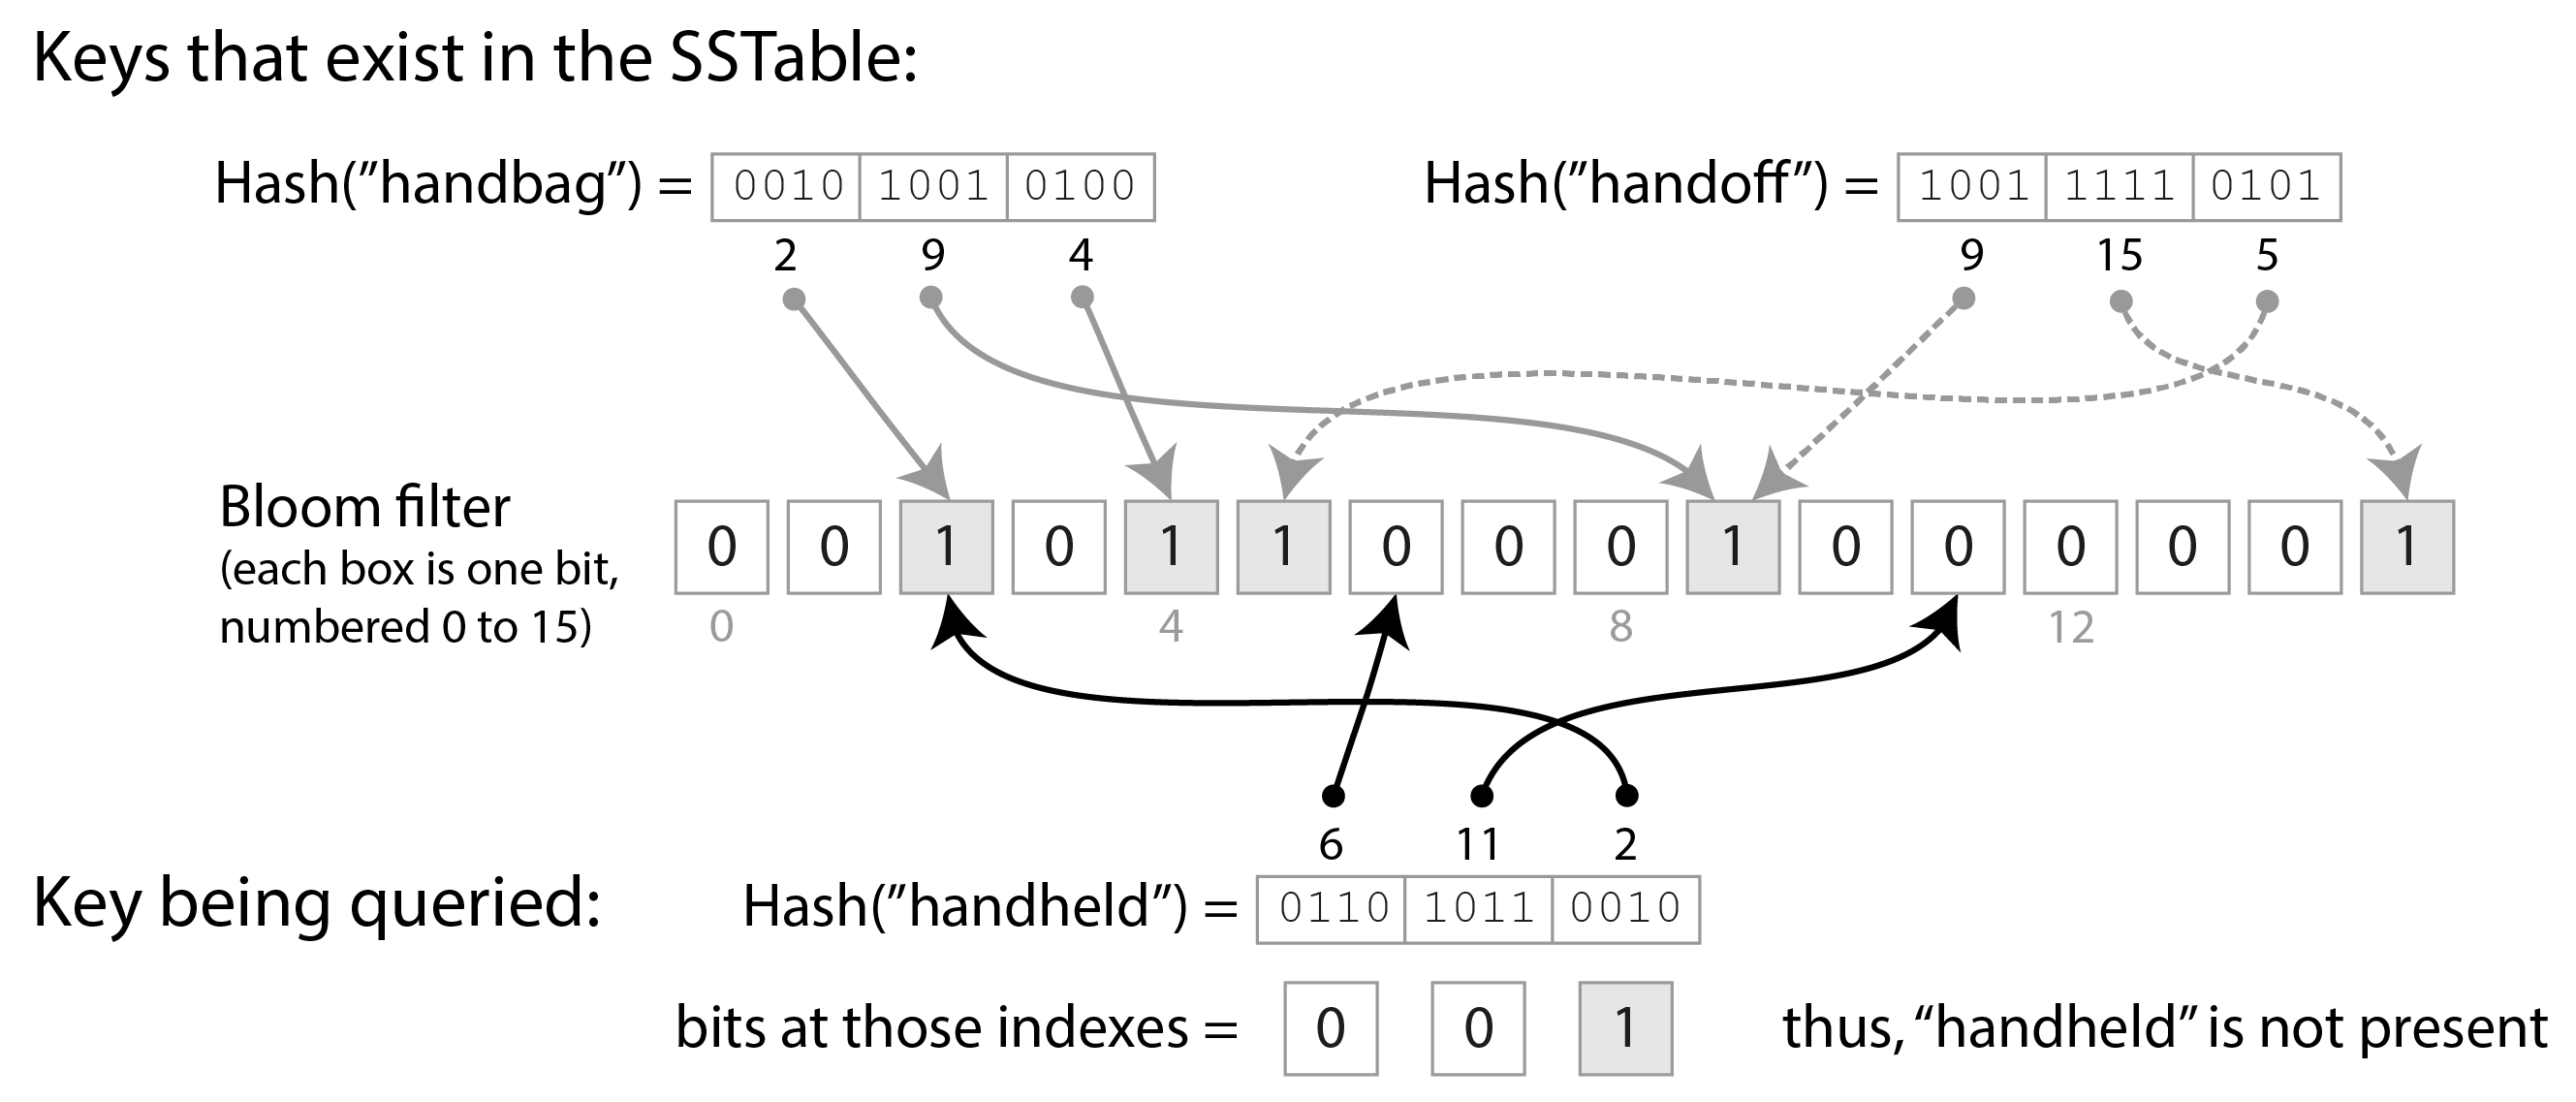 Keys that exist in the SSTable:
Hash(”handbag”) = 0010 1001 0100
2 9 4
Hash(”handoff”) = 1001 1111 0101
9 15 5
Bloom filter
(each box is one bit,
numbered 0 to 15)
0 0 1 0 1 1 0 0 0 1 0 0 0 0 0 1
0 4 8 12
6 11 2
Key being queried:
Hash(”handheld”) = 0110 1011 0010
bits at those indexes = 0 0 1
thus, “handheld” is not present